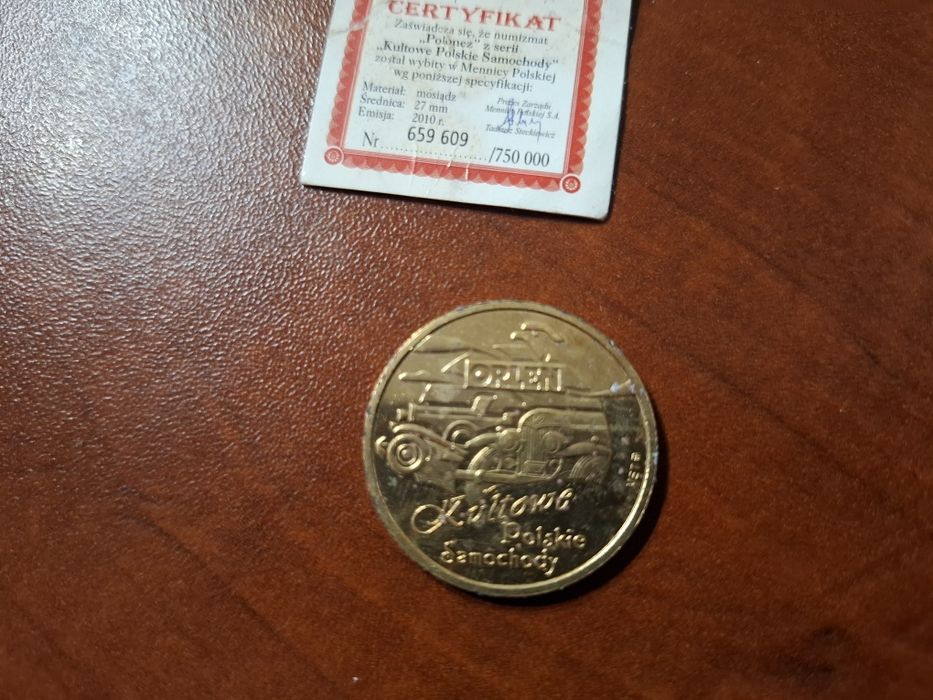 CERTYFIKAT
Zaświadcza się, że numizmat
„Polonez” z serii
„Kultowe Polskie Samochody”
został wybity w Mennicy Polskiej
wg poniższej specyfikacji:
Materiał: mosiądz
Średnica: 27 mm
Emisja: 2010 r.
Prezes Zarządu
Mennicy Polskiej S.A.
Tadeusz Steckiewicz
Nr 659 609 /750 000
ORLEN
Kultowe
Polskie
Samochody